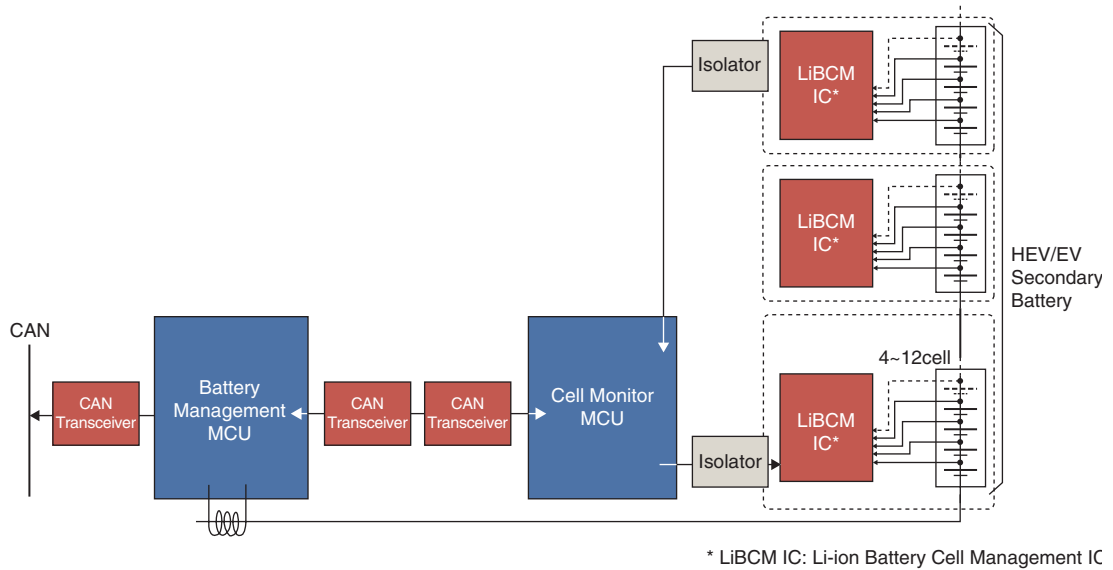 Isolator
LiBCM
IC*
LiBCM
IC*
HEV/EV
Secondary
Battery
CAN
4~12cell
CAN
Transceiver
Battery
Management
MCU
CAN
Transceiver
CAN
Transceiver
Cell Monitor
MCU
LiBCM
IC*
Isolator
* LiBCM IC: Li-ion Battery Cell Management IC